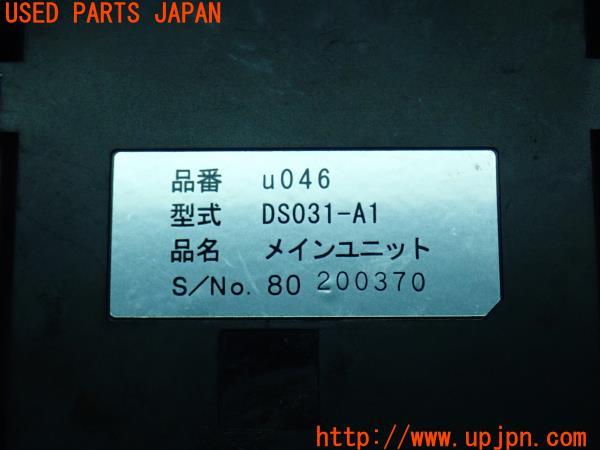 USED PARTS JAPAN
品番 u046
型式 DS031-A1
品名 メインユニット
S/No. 80 200370
http://www.upjpn.com